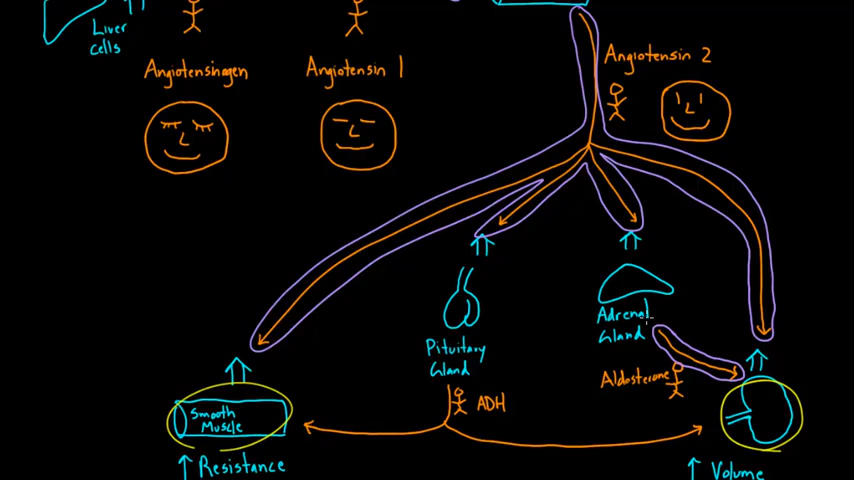 Liver
cells
Angiotensinogen
Angiotensin 1
Angiotensin 2
Pituitary
Gland
Adrenal
Gland
Aldosterone
ADH
Smooth
Muscle
↑ Resistance
↑ Volume